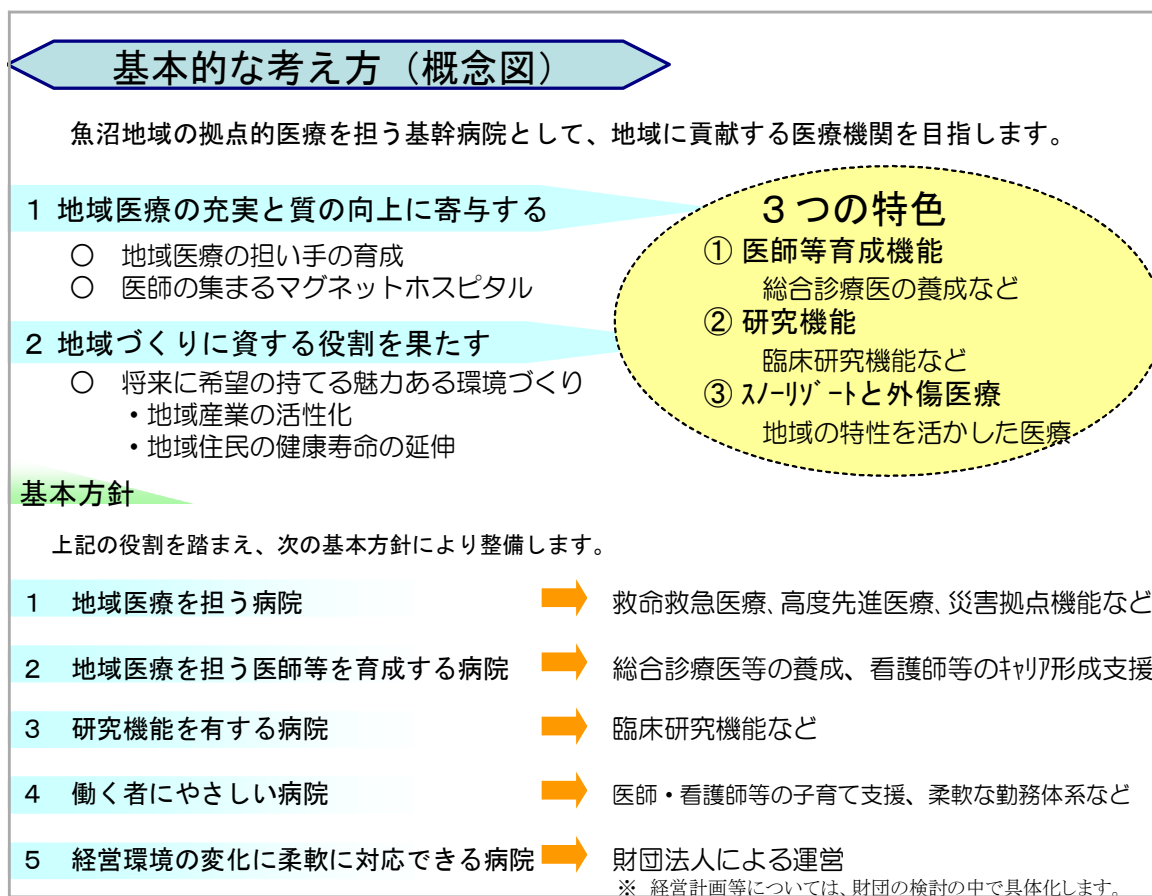 基本的な考え方（概念図）
魚沼地域の拠点的医療を担う基幹病院として、地域に貢献する医療機関を目指します。
１ 地域医療の充実と質の向上に寄与する
○ 地域医療の担い手の育成
○ 医師の集まるマグネットホスピタル
２ 地域づくりに資する役割を果たす
○ 将来に希望の持てる魅力ある環境づくり
・地域産業の活性化
・地域住民の健康寿命の延伸
３つの特色
① 医師等育成機能
総合診療医の養成など
② 研究機能
臨床研究機能など
③ ｽﾉｰﾘｿﾞｰﾄと外傷医療
地域の特性を活かした医療
基本方針
上記の役割を踏まえ、次の基本方針により整備します。
１ 地域医療を担う病院 救命救急医療、高度先進医療、災害拠点機能など
２ 地域医療を担う医師等を育成する病院 総合診療医等の養成、看護師等のｷｬﾘｱ形成支援
３ 研究機能を有する病院 臨床研究機能など
４ 働く者にやさしい病院 医師・看護師等の子育て支援、柔軟な勤務体系など
５ 経営環境の変化に柔軟に対応できる病院 財団法人による運営
※ 経営計画等については、財団の検討の中で具体化します。